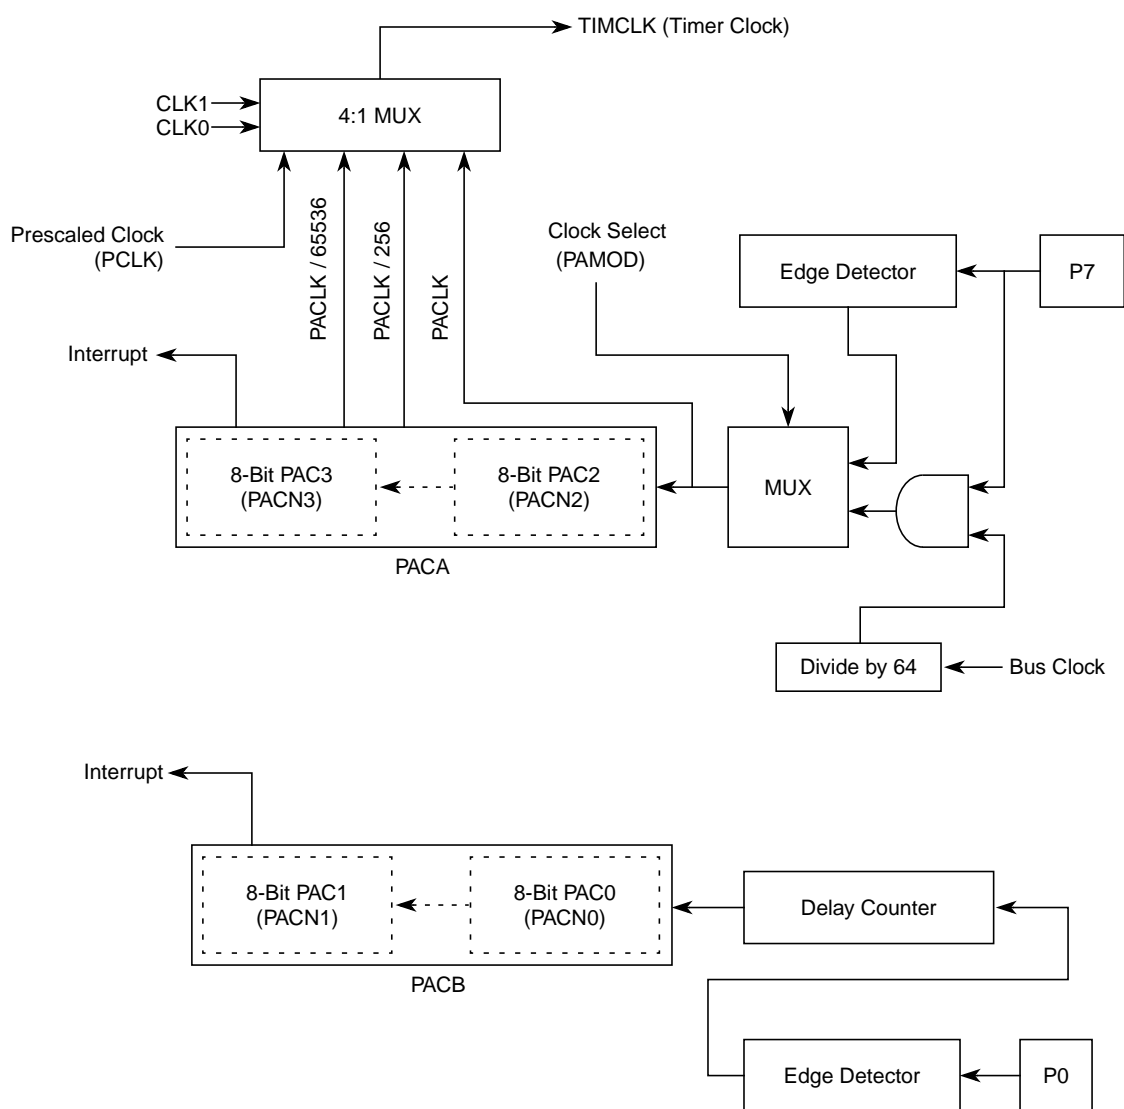 TIMCLK (Timer Clock)
CLK1
CLK0
4:1 MUX
Prescaled Clock
(PCLK)
PACLK / 65536
PACLK / 256
PACLK
Clock Select
(PAMOD)
Edge Detector
P7
Interrupt
8-Bit PAC3
(PACN3)
8-Bit PAC2
(PACN2)
MUX
PACA
Divide by 64
Bus Clock
Interrupt
8-Bit PAC1
(PACN1)
8-Bit PAC0
(PACN0)
Delay Counter
PACB
Edge Detector
P0